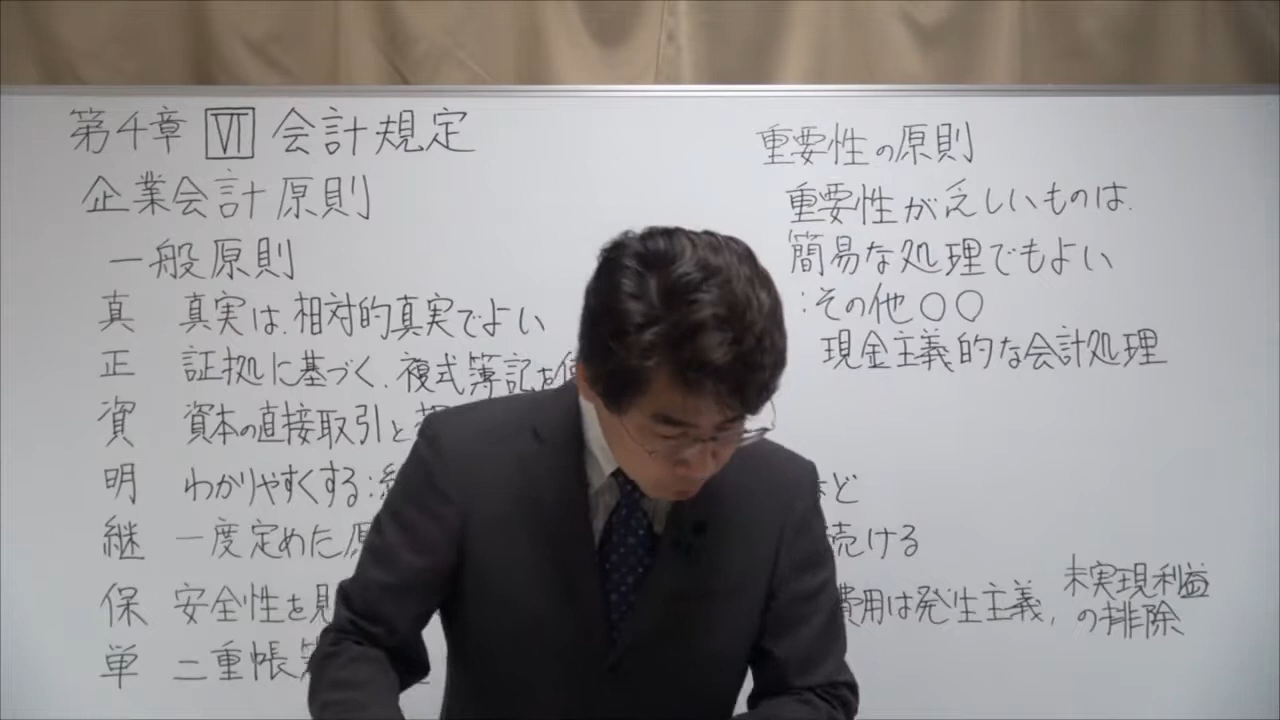 第4章 Ⅵ 会計規定
企業会計原則
一般原則
真 真実は、相対的真実でよい
正 証拠に基づく、複式簿記を
資 資本の直接取引と
明 わかりやすくする: ど
継 一度定めた 続ける
保 安全性を 費用は発生主義, 未実現利益の排除
単 二重帳
重要性の原則
重要性が乏しいものは、
簡易な処理でもよい
:その他〇〇
現金主義的な会計処理